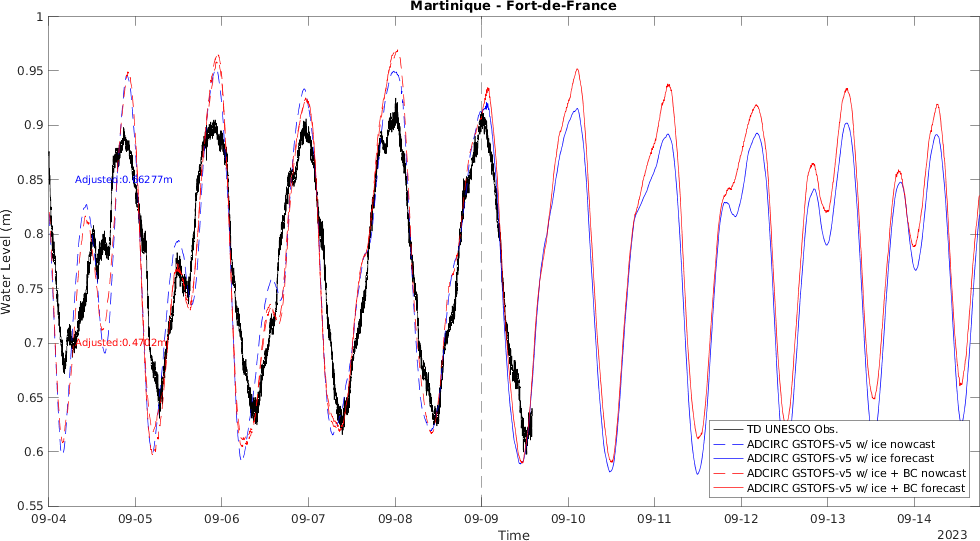 Martinique - Fort-de-France
1
0.95
0.9
0.85
0.8
0.75
0.7
0.65
0.6
0.55
Water Level (m)
Adjusted:0.56277m
Adjusted:0.4702m
TD UNESCO Obs.
ADCIRC GSTOFS-v5 w/ ice nowcast
ADCIRC GSTOFS-v5 w/ ice forecast
ADCIRC GSTOFS-v5 w/ ice + BC nowcast
ADCIRC GSTOFS-v5 w/ ice + BC forecast
09-04 09-05 09-06 09-07 09-08 09-09 09-10 09-11 09-12 09-13 09-14
Time
2023